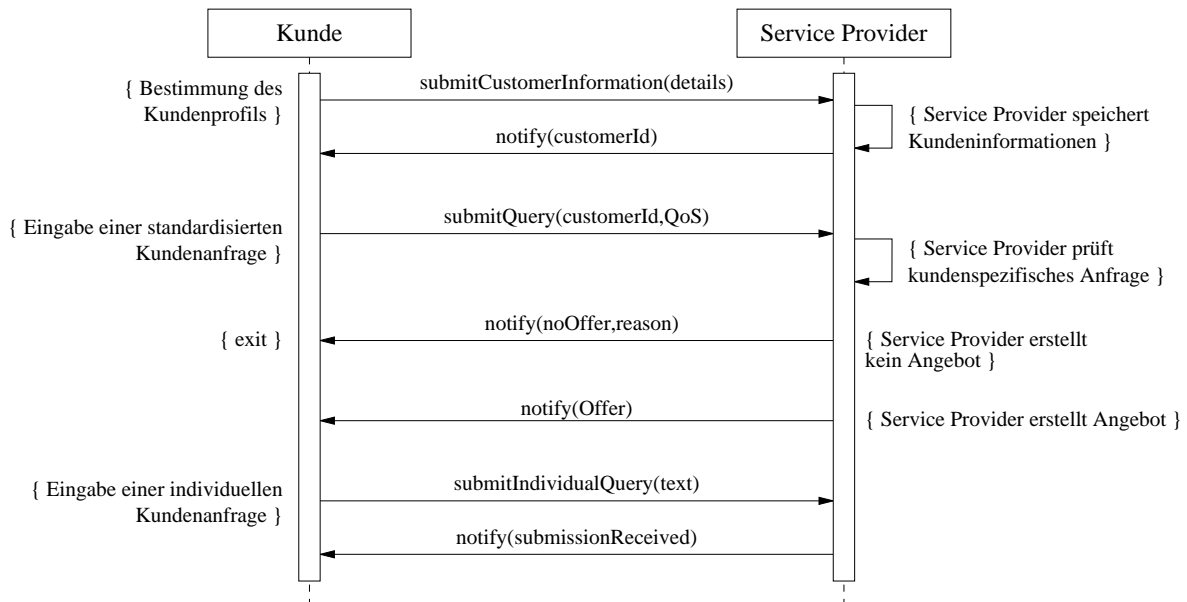 Kunde
Service Provider
{ Bestimmung des
Kundenprofils }
submitCustomerInformation(details)
{ Service Provider speichert
Kundeninformationen }
notify(customerId)
{ Eingabe einer standardisierten
Kundenanfrage }
submitQuery(customerId,QoS)
{ Service Provider prüft
kundenspezifisches Anfrage }
{ exit }
notify(noOffer,reason)
{ Service Provider erstellt
kein Angebot }
notify(Offer)
{ Service Provider erstellt Angebot }
{ Eingabe einer individuellen
Kundenanfrage }
submitIndividualQuery(text)
notify(submissionReceived)